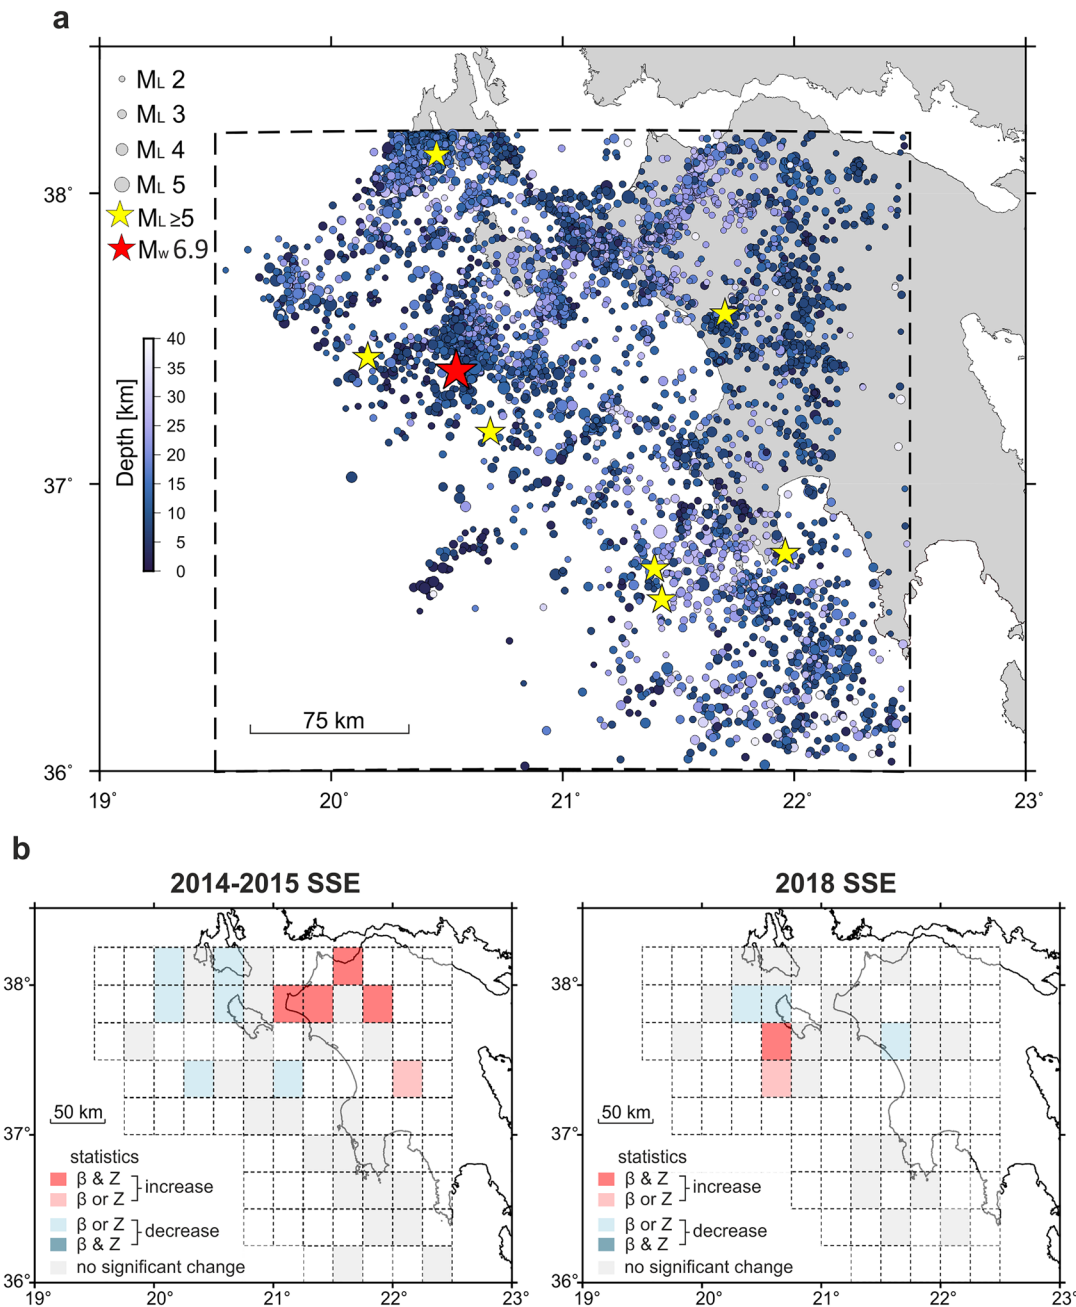 a
ML 2
ML 3
ML 4
ML 5
ML ≥5
Mw 6.9
Depth [km]
40
35
30
25
20
15
10
5
0
38°
37°
36°
75 km
19° 20° 21° 22° 23°
b
2014-2015 SSE
38°
37°
36°
50 km
statistics
β & Z
β or Z
increase
β or Z
β & Z
decrease
no significant change
19° 20° 21° 22° 23°
2018 SSE
38°
37°
36°
50 km
statistics
β & Z
β or Z
increase
β or Z
β & Z
decrease
no significant change
19° 20° 21° 22° 23°